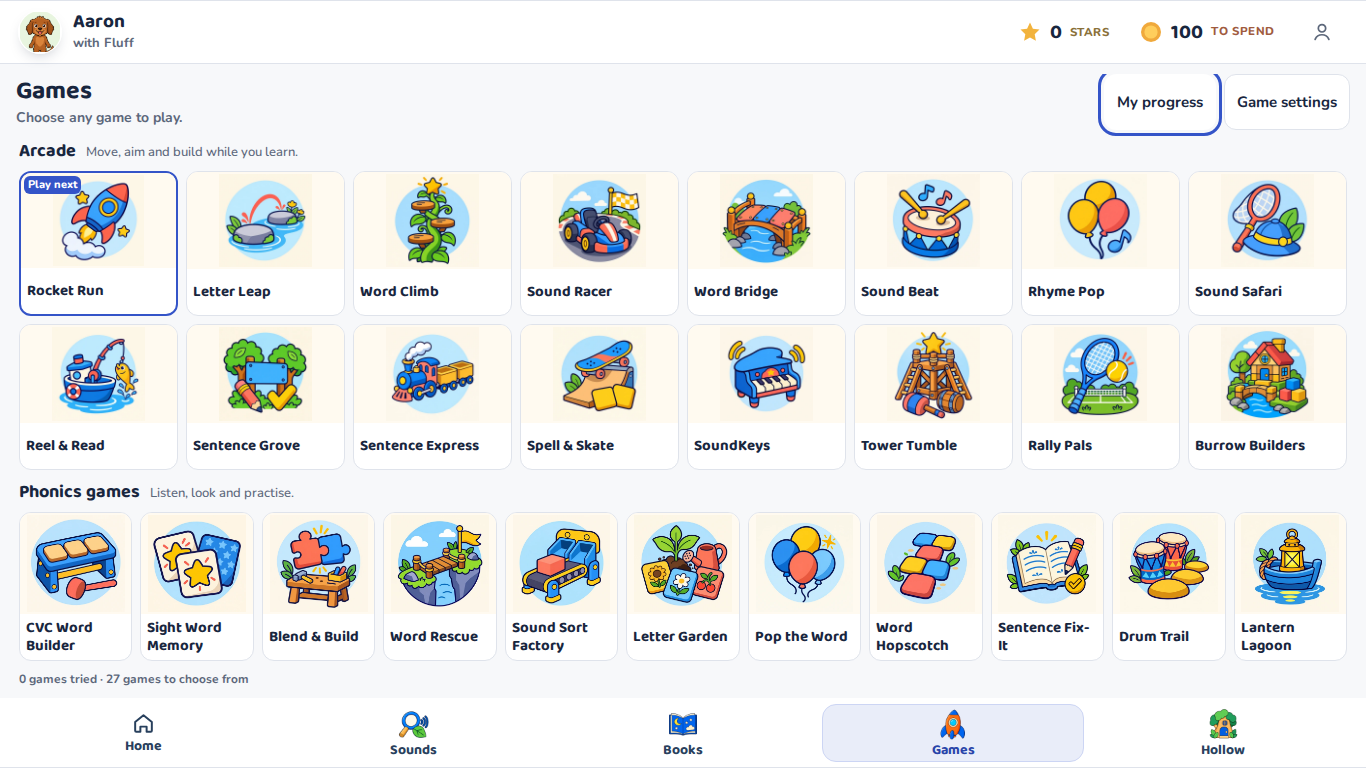 Aaron
with Fluff
0 STARS
100 TO SPEND
Games
Choose any game to play.
My progress
Game settings
Arcade Move, aim and build while you learn.
Play next
Rocket Run
Letter Leap
Word Climb
Sound Racer
Word Bridge
Sound Beat
Rhyme Pop
Sound Safari
Reel & Read
Sentence Grove
Sentence Express
Spell & Skate
SoundKeys
Tower Tumble
Rally Pals
Burrow Builders
Phonics games Listen, look and practise.
CVC Word
Builder
Sight Word
Memory
Blend & Build
Word Rescue
Sound Sort
Factory
Letter Garden
Pop the Word
Word
Hopscotch
Sentence Fix-
It
Drum Trail
Lantern
Lagoon
0 games tried · 27 games to choose from
Home
Sounds
Books
Games
Hollow